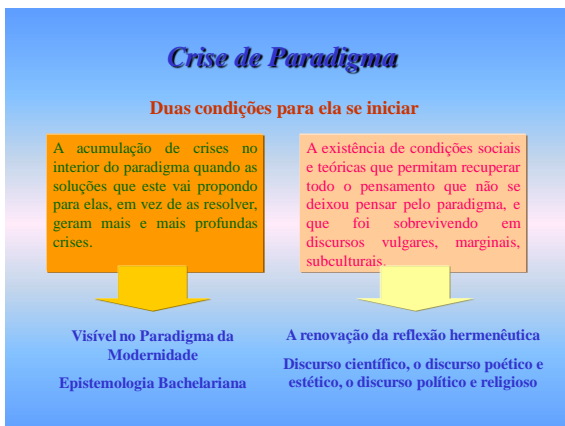 Crise de Paradigma
Duas condições para ela se iniciar
A acumulação de crises no
interior do paradigma quando as
soluções que este vai propondo
para elas, em vez de as resolver,
geram mais e mais profundas
crises.
A existência de condições sociais
e teóricas que permitam recuperar
todo o pensamento que não se
deixou pensar pelo paradigma, e
que foi sobrevivendo em
discursos vulgares, marginais,
subculturais.
Visível no Paradigma da
Modernidade
Epistemologia Bachelariana
A renovação da reflexão hermenêutica
Discurso científico, o discurso poético e
estético, o discurso político e religioso